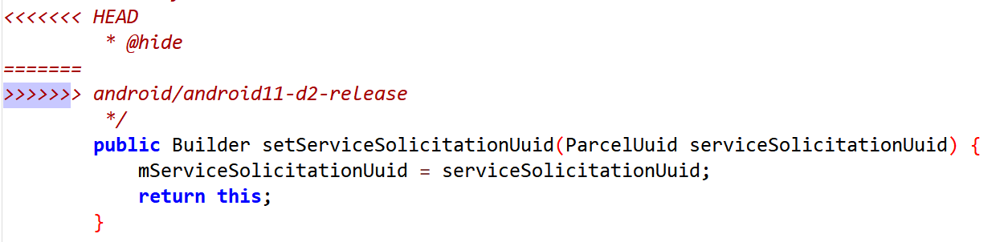 <<<<<<< HEAD
         * @hide
=======
>>>>>>> android/android11-d2-release
         */
        public Builder setServiceSolicitationUuid(ParcelUuid serviceSolicitationUuid) {
            mServiceSolicitationUuid = serviceSolicitationUuid;
            return this;
        }